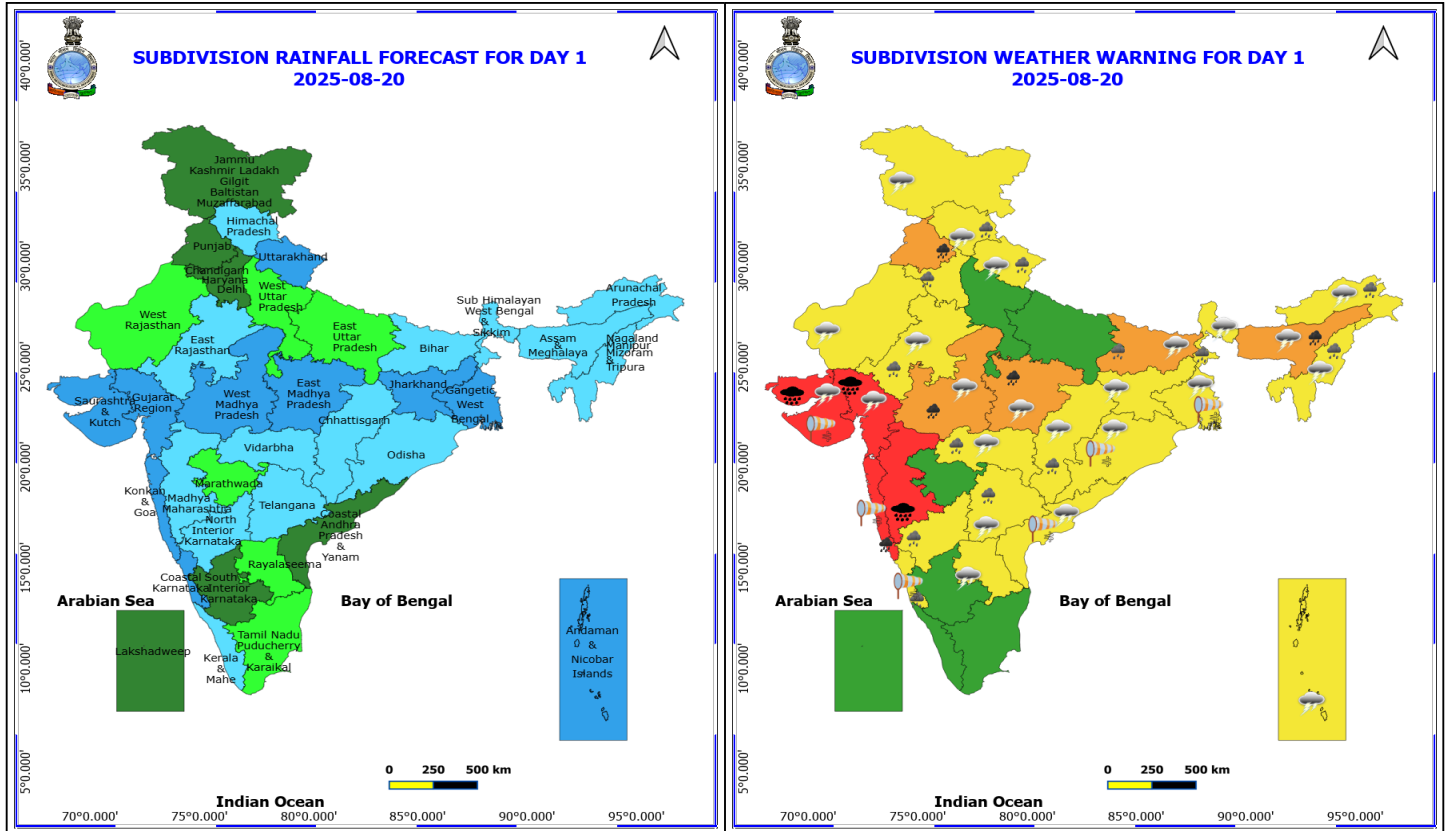 SUBDIVISION RAINFALL FORECAST FOR DAY 1
2025-08-20
40°0.000'
35°0.000'
30°0.000'
25°0.000'
20°0.000'
15°0.000'
10°0.000'
5°0.000'
Jammu
Kashmir Ladakh
Gilgit
Baltistan
Muzaffarabad
Himachal
Pradesh
Punjab
Uttarakhand
Chandigarh
Haryana
Delhi
West
Uttar
Pradesh
West
Rajasthan
East
Rajasthan
East
Uttar
Pradesh
Sub Himalayan
West Bengal
&
Sikkim
Arunachal
Pradesh
Assam
&
Meghalaya
Nagaland
Manipur
Mizoram
&
Tripura
Bihar
Saurashtra
&
Kutch
Gujarat
Region
West
Madhya
Pradesh
East
Madhya
Pradesh
Jharkhand
Gangetic
West
Bengal
Chhattisgarh
Vidarbha
Odisha
Marathwada
Konkan
&
Goa
Madhya
Maharashtra
North
Interior
Karnataka
Telangana
Coastal
Andhra
Pradesh
&
Yanam
Rayalaseema
Coastal
Karnataka
South
Interior
Karnataka
Arabian Sea
Bay of Bengal
Lakshadweep
Tamil Nadu
Puducherry
&
Karaikal
Kerala
&
Mahe
Andaman
&
Nicobar
Islands
0 250 500 km
Indian Ocean
70°0.000' 75°0.000' 80°0.000' 85°0.000' 90°0.000' 95°0.000'
SUBDIVISION WEATHER WARNING FOR DAY 1
2025-08-20
40°0.000'
35°0.000'
30°0.000'
25°0.000'
20°0.000'
15°0.000'
10°0.000'
5°0.000'
Arabian Sea
Bay of Bengal
0 250 500 km
Indian Ocean
70°0.000' 75°0.000' 80°0.000' 85°0.000' 90°0.000' 95°0.000'